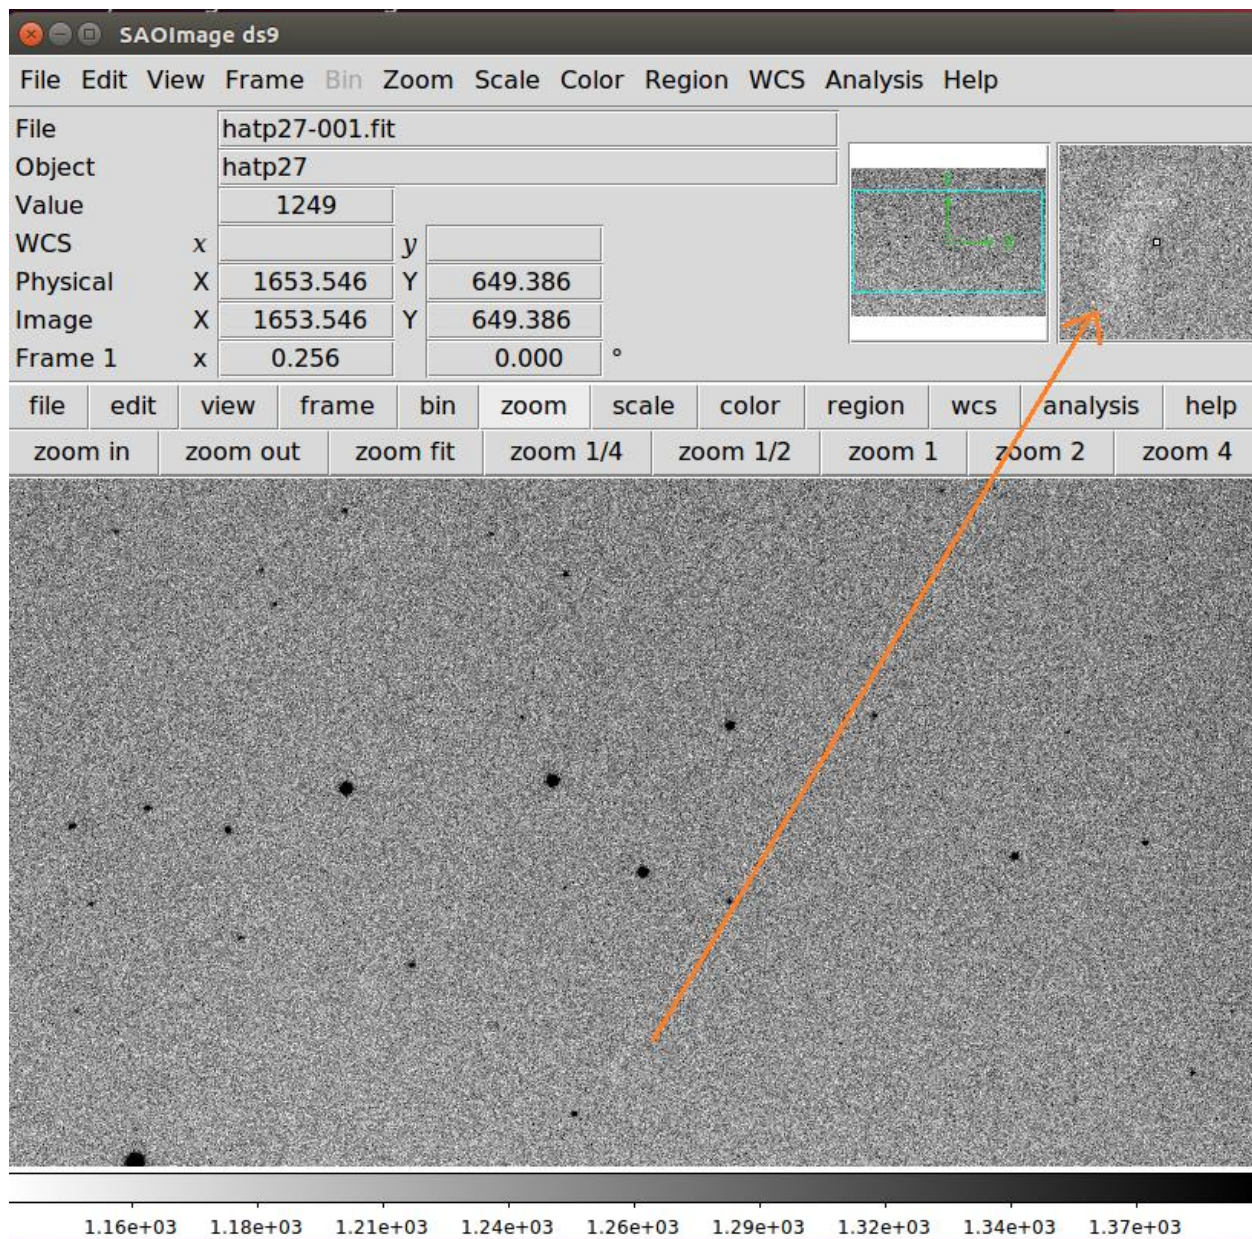 SAOImage ds9
File Edit View Frame Bin Zoom Scale Color Region WCS Analysis Help
File hatp27-001.fit
Object hatp27
Value 1249
WCS x y
Physical X 1653.546 Y 649.386
Image X 1653.546 Y 649.386
Frame 1 x 0.256 0.000 °
file edit view frame bin zoom scale color region wcs analysis help
zoom in zoom out zoom fit zoom 1/4 zoom 1/2 zoom 1 zoom 2 zoom 4
1.16e+03 1.18e+03 1.21e+03 1.24e+03 1.26e+03 1.29e+03 1.32e+03 1.34e+03 1.37e+03